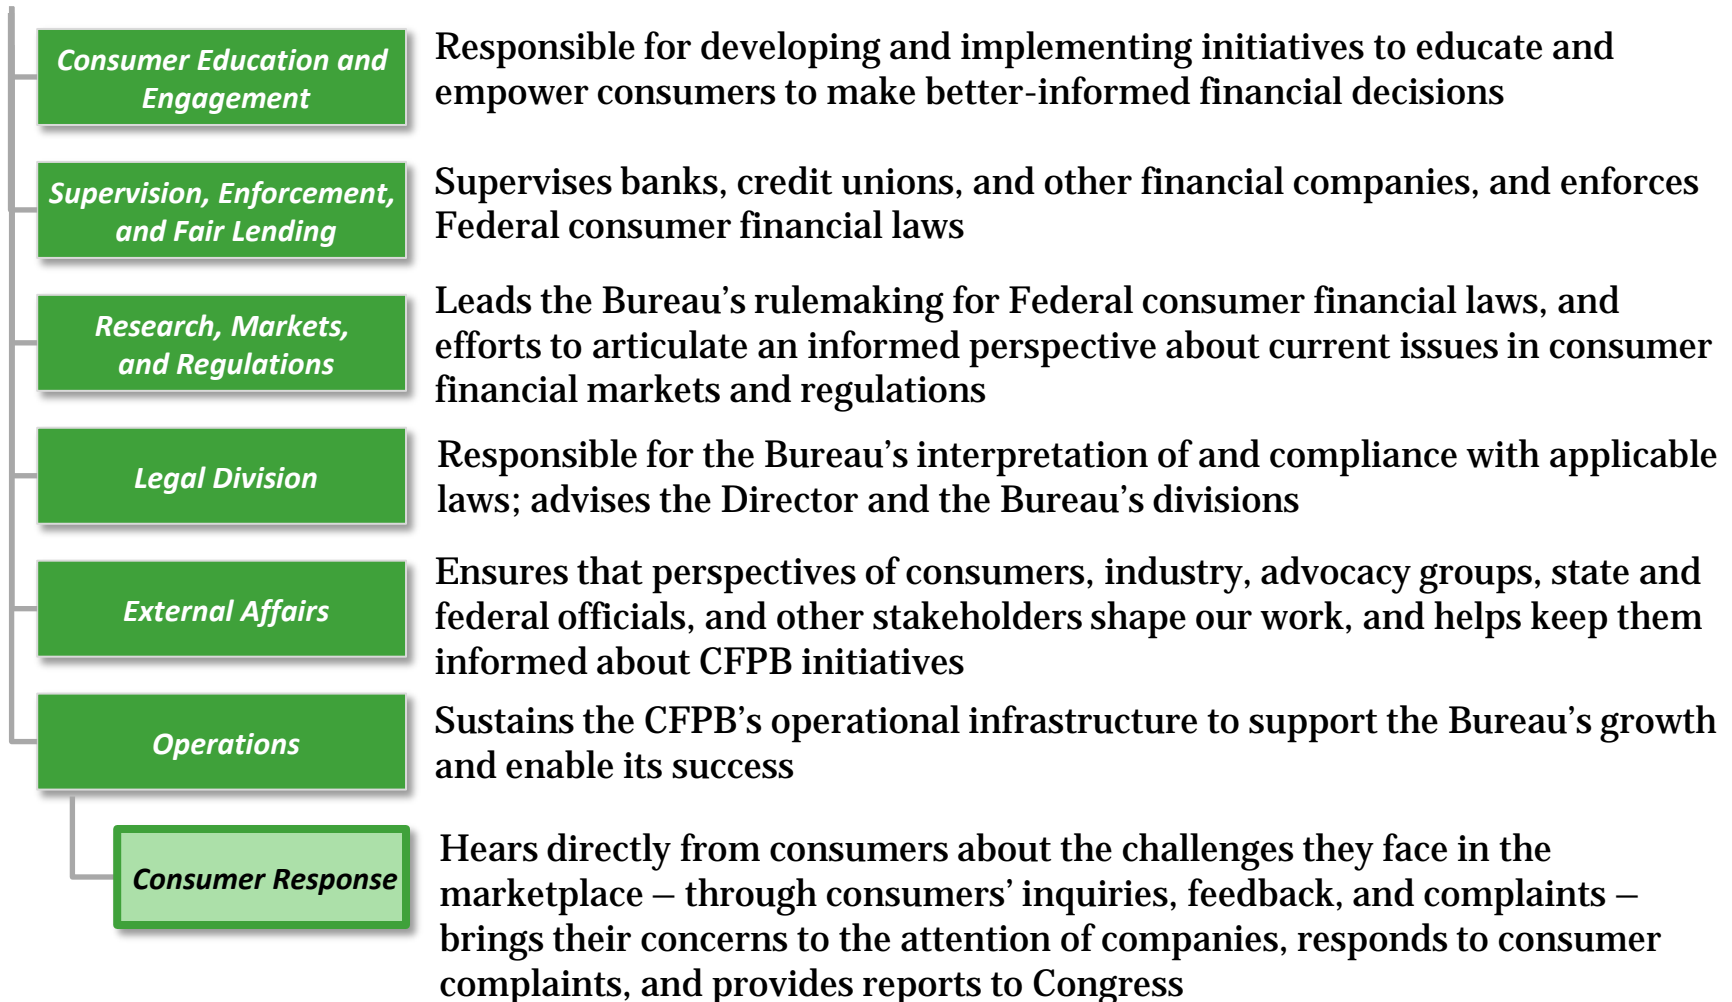 Consumer Education and
Engagement
Responsible for developing and implementing initiatives to educate and
empower consumers to make better-informed financial decisions
Supervision, Enforcement,
and Fair Lending
Supervises banks, credit unions, and other financial companies, and enforces
Federal consumer financial laws
Research, Markets,
and Regulations
Leads the Bureau’s rulemaking for Federal consumer financial laws, and
efforts to articulate an informed perspective about current issues in consumer
financial markets and regulations
Legal Division
Responsible for the Bureau’s interpretation of and compliance with applicable
laws; advises the Director and the Bureau’s divisions
External Affairs
Ensures that perspectives of consumers, industry, advocacy groups, state and
federal officials, and other stakeholders shape our work, and helps keep them
informed about CFPB initiatives
Operations
Sustains the CFPB’s operational infrastructure to support the Bureau’s growth
and enable its success
Consumer Response
Hears directly from consumers about the challenges they face in the
marketplace – through consumers’ inquiries, feedback, and complaints –
brings their concerns to the attention of companies, responds to consumer
complaints, and provides reports to Congress